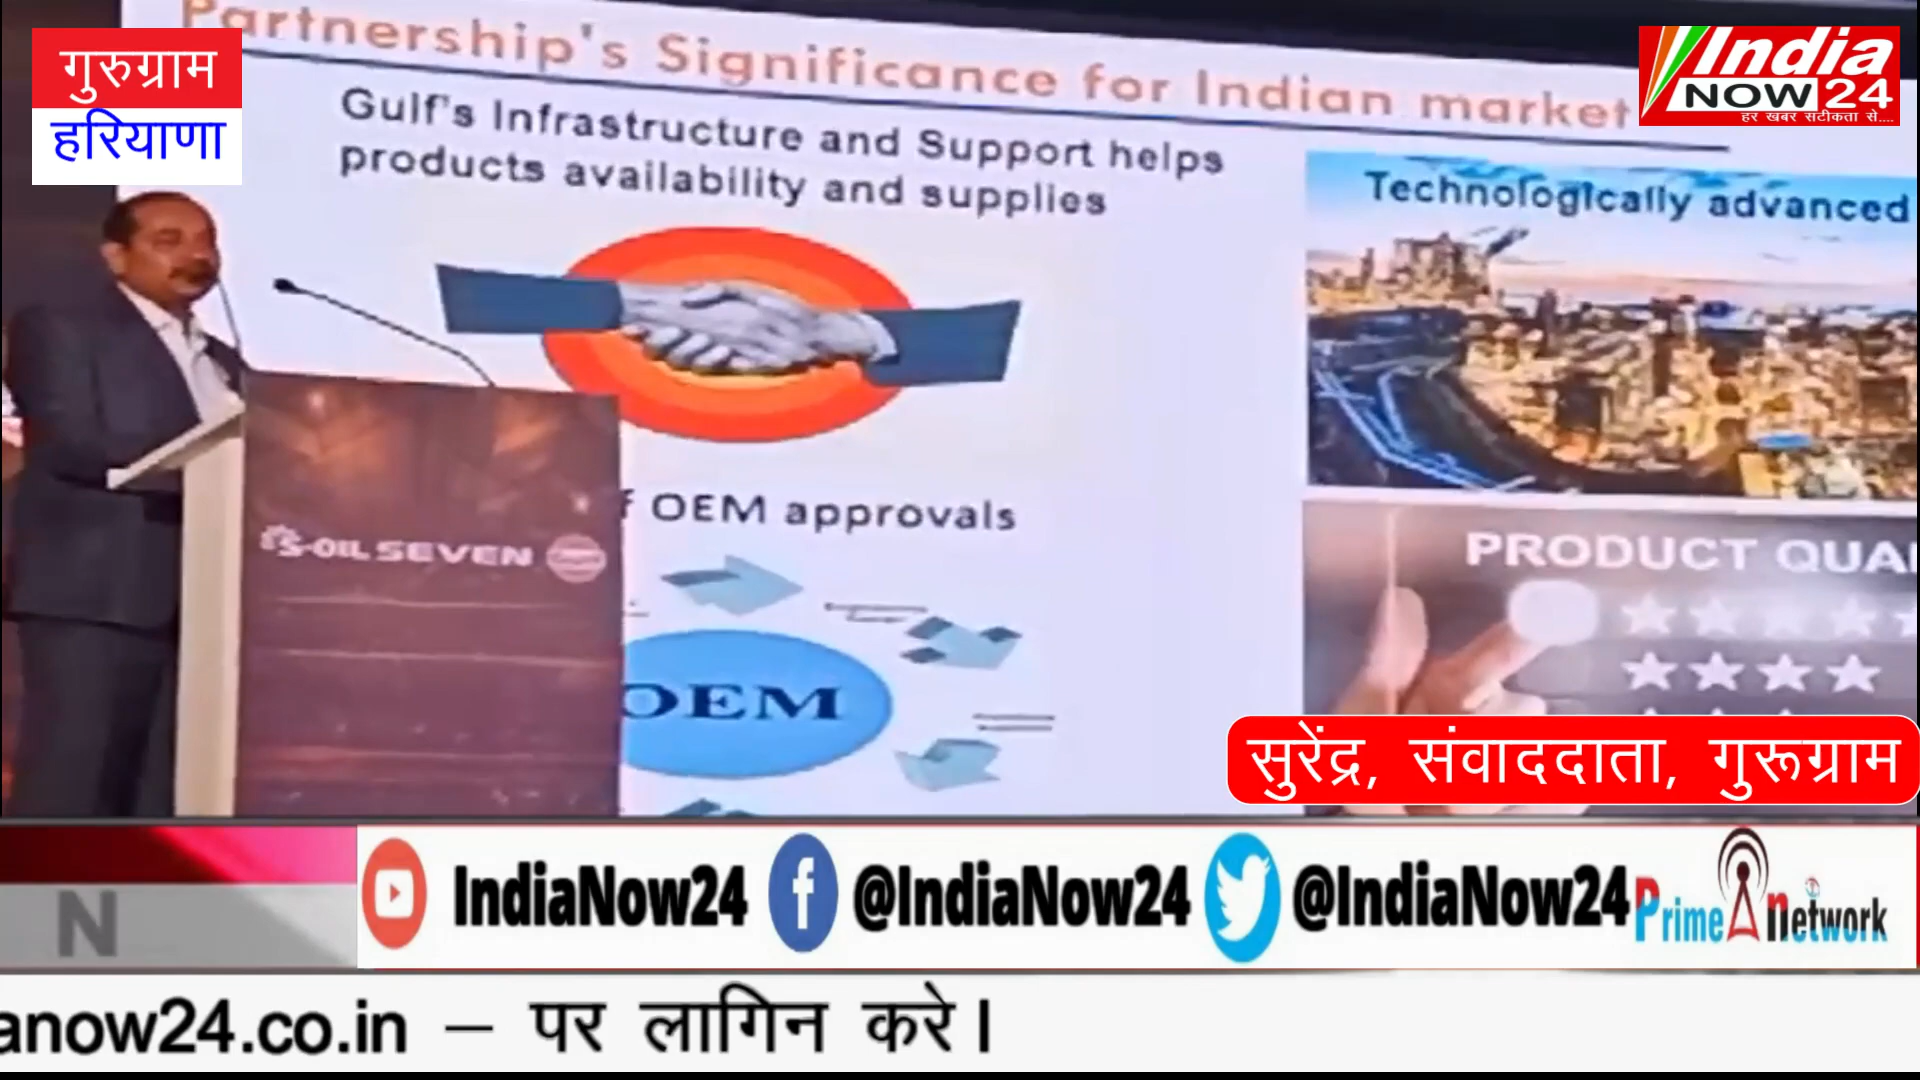 Partnership's Significance for Indian market
गुरुग्राम
हरियाणा
India
NOW 24
हर खबर सटीकता से....
Gulf's Infrastructure and Support helps
products availability and supplies
Technologically advanced
OEM approvals
S-OIL SEVEN
PRODUCT QUAL
OEM
सुरेंद्र, संवाददाता, गुरूग्राम
N
IndiaNow24
@IndiaNow24
@IndiaNow24
Prime Network
anow24.co.in – पर लागिन करे।